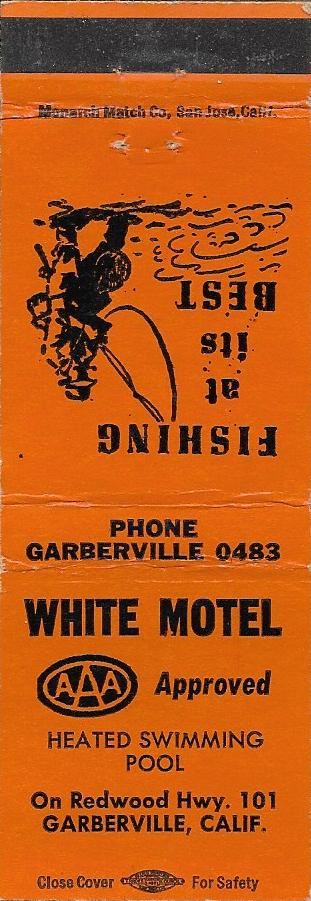 Monarch Match Co, San Jose, Calif.
FISHING
at
its
BEST
PHONE
GARBERVILLE 0483
WHITE MOTEL
AAA Approved
HEATED SWIMMING
POOL
On Redwood Hwy. 101
GARBERVILLE, CALIF.
Close Cover For Safety